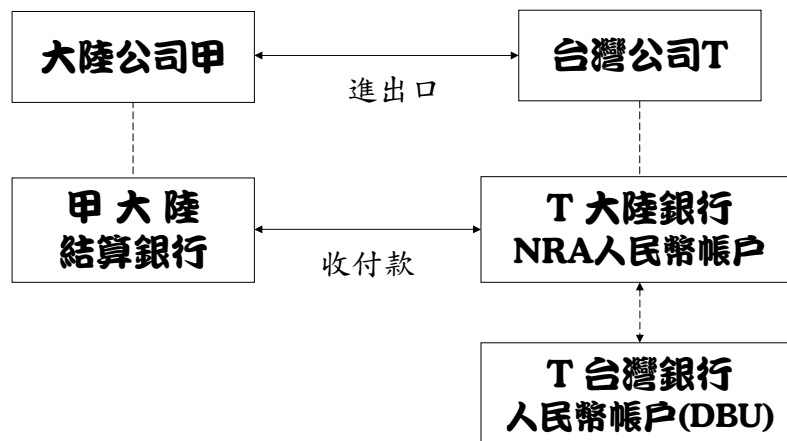 大陸公司甲
台灣公司T
進出口
甲 大 陸
結算銀行
收付款
T 大陸銀行
NRA人民幣帳戶
T 台灣銀行
人民幣帳戶(DBU)